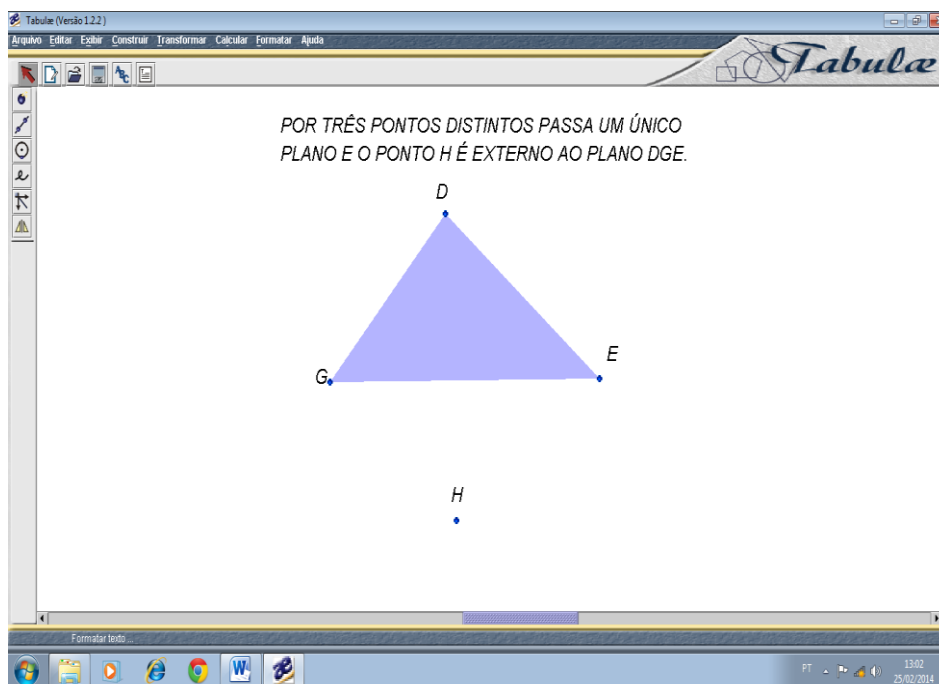 Tabulæ (Versão 1.2.2 )
Arquivo Editar Exibir Construir Transformar Calcular Formatar Ajuda
Tabulæ
ABC
POR TRÊS PONTOS DISTINTOS PASSA UM ÚNICO
PLANO E O PONTO H É EXTERNO AO PLANO DGE.
D
E
G
H
Formatar texto ...
W
PT
13:02
25/02/2014